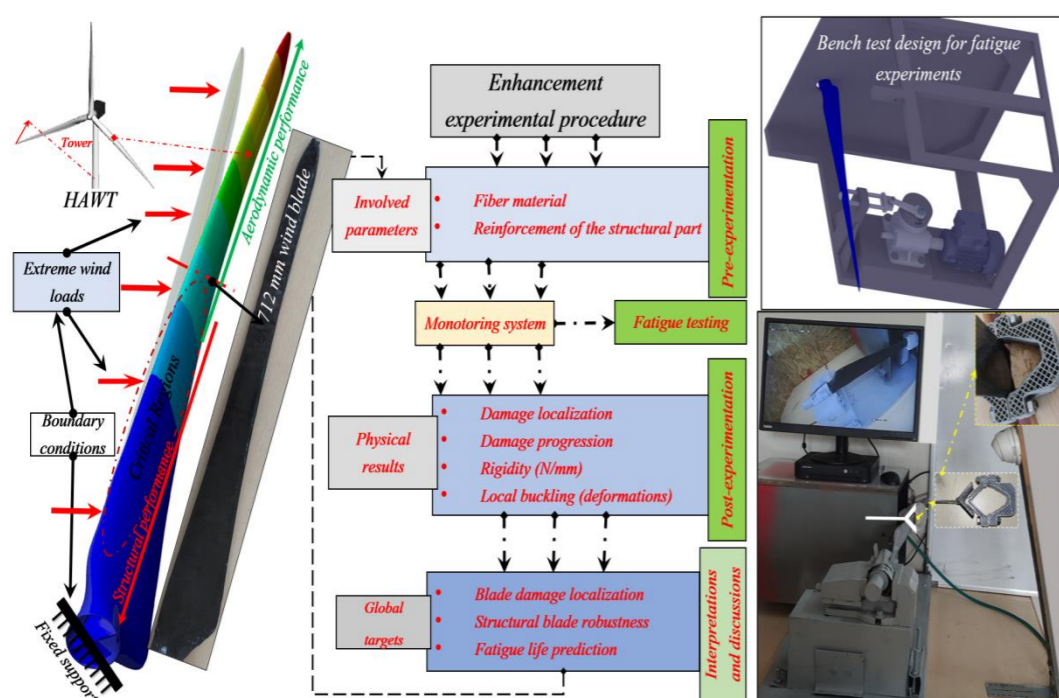 Tower
HAWT
Extreme wind
loads
Boundary
conditions
Fixed support
Structural performance
Critical Regions
Aerodynamic performance
712 mm wind blade
Enhancement
experimental procedure
Involved
parameters
• Fiber material
• Reinforcement of the structural part
Pre-experimentation
Monotoring system
Fatigue testing
Physical
results
• Damage localization
• Damage progression
• Rigidity (N/mm)
• Local buckling (deformations)
Post-experimentation
Global
targets
• Blade damage localization
• Structural blade robustness
• Fatigue life prediction
Interpretations
and discussions
Bench test design for fatigue
experiments